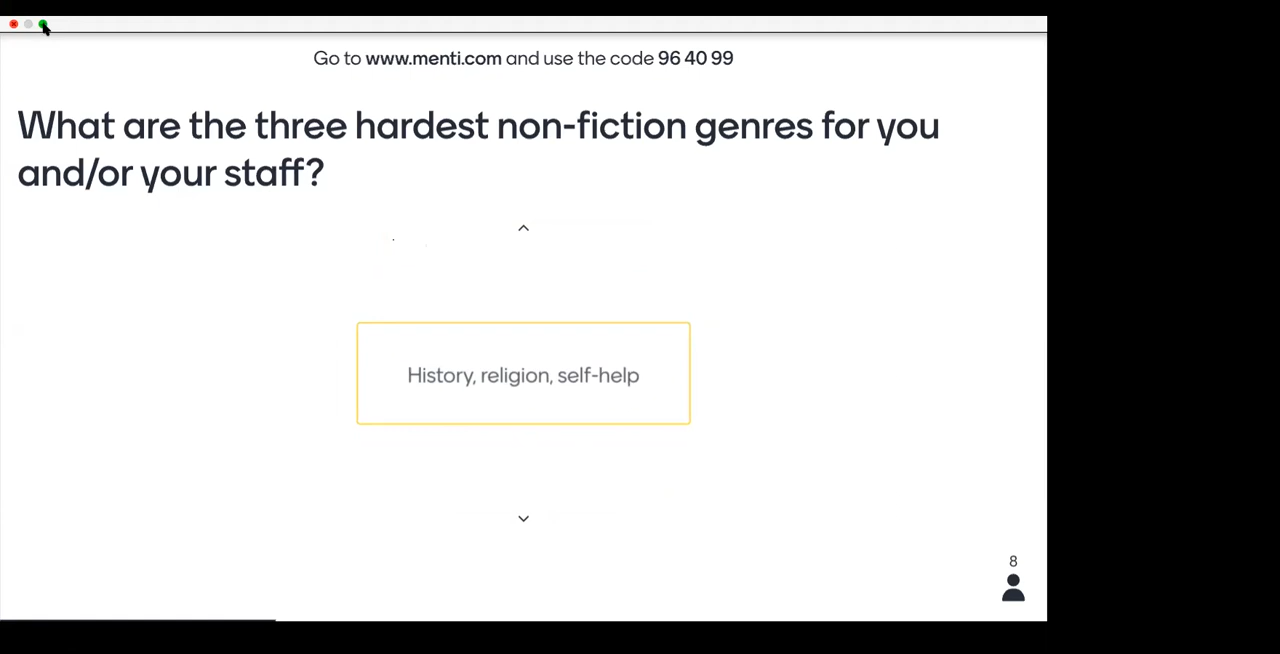 Go to www.menti.com and use the code 96 40 99
What are the three hardest non-fiction genres for you
and/or your staff?
History, religion, self-help
8